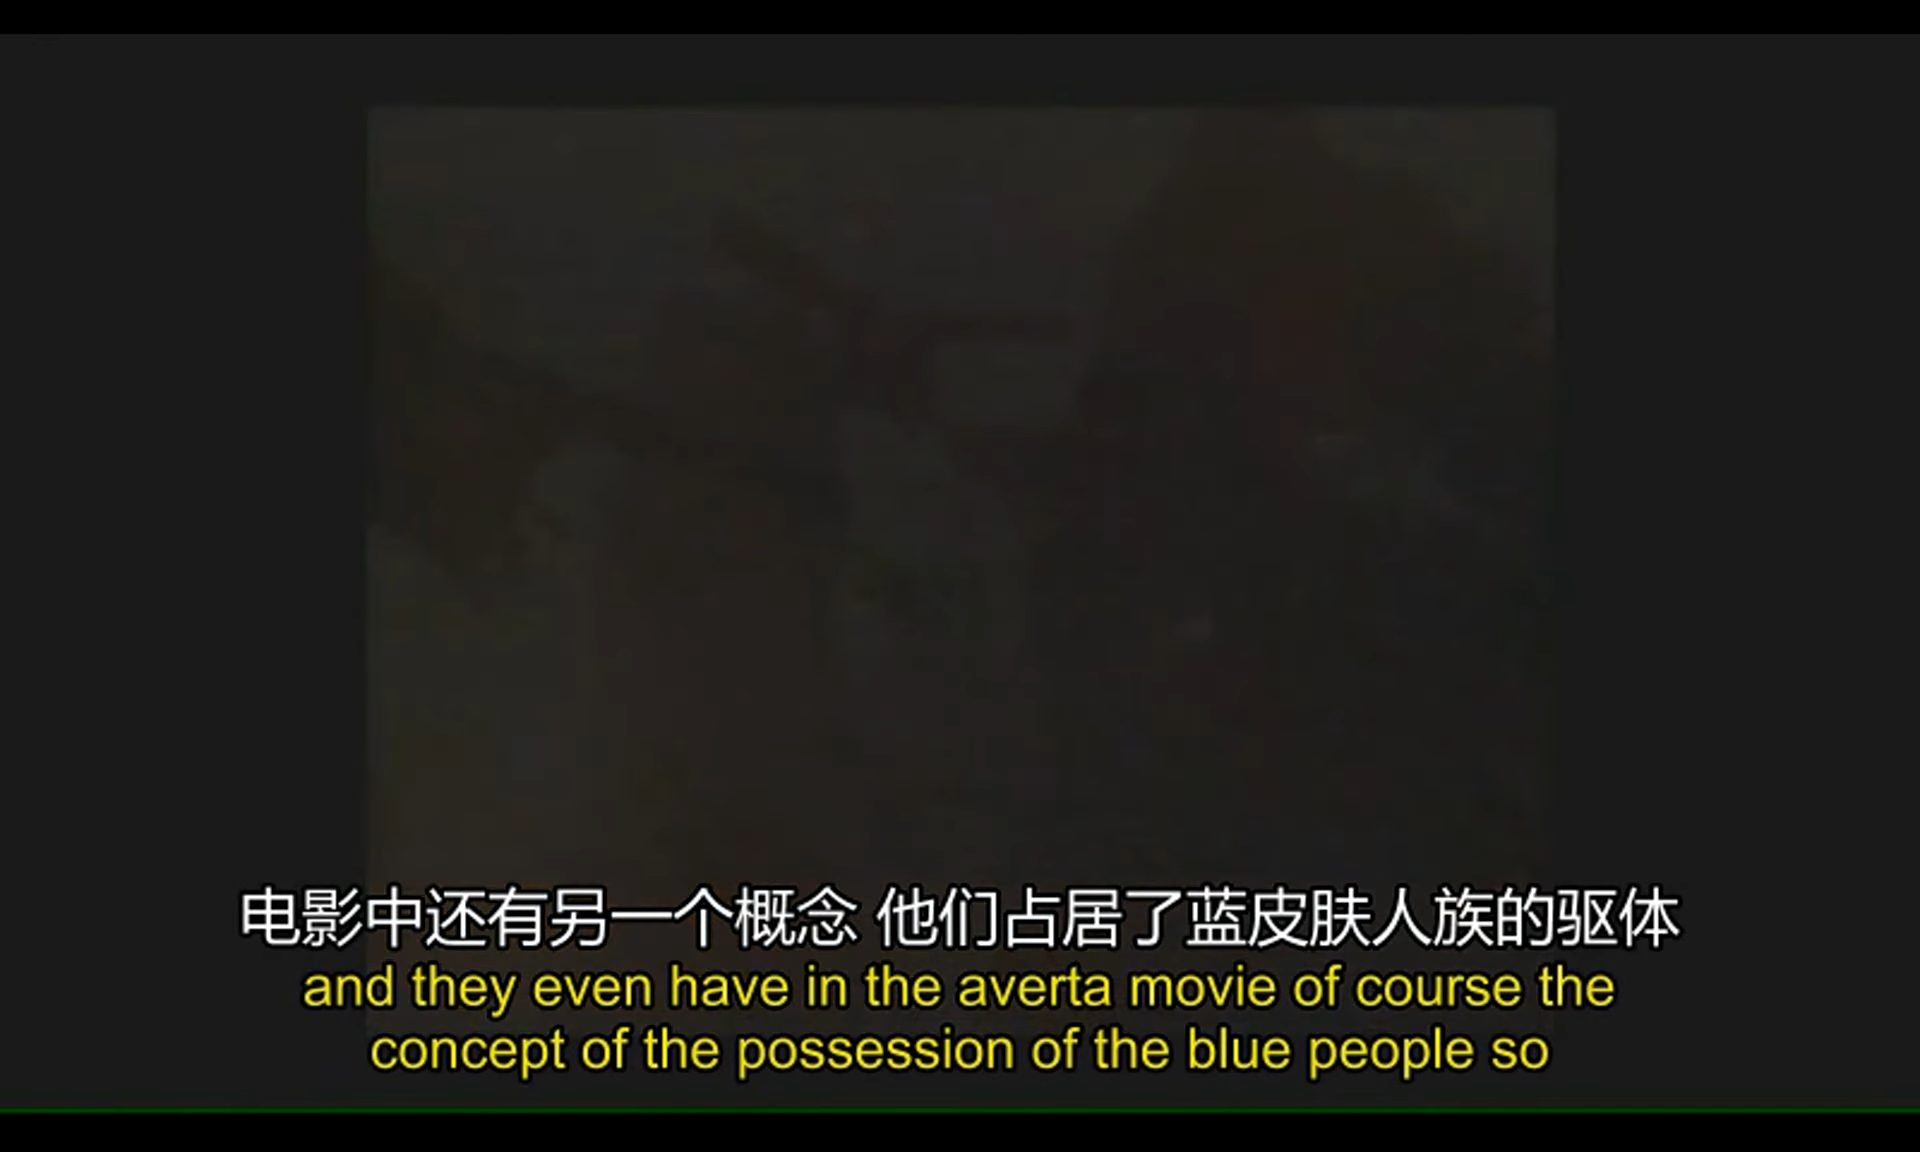 电影中还有另一个概念 他们占居了蓝皮肤人族的驱体
and they even have in the averta movie of course the
concept of the possession of the blue people so